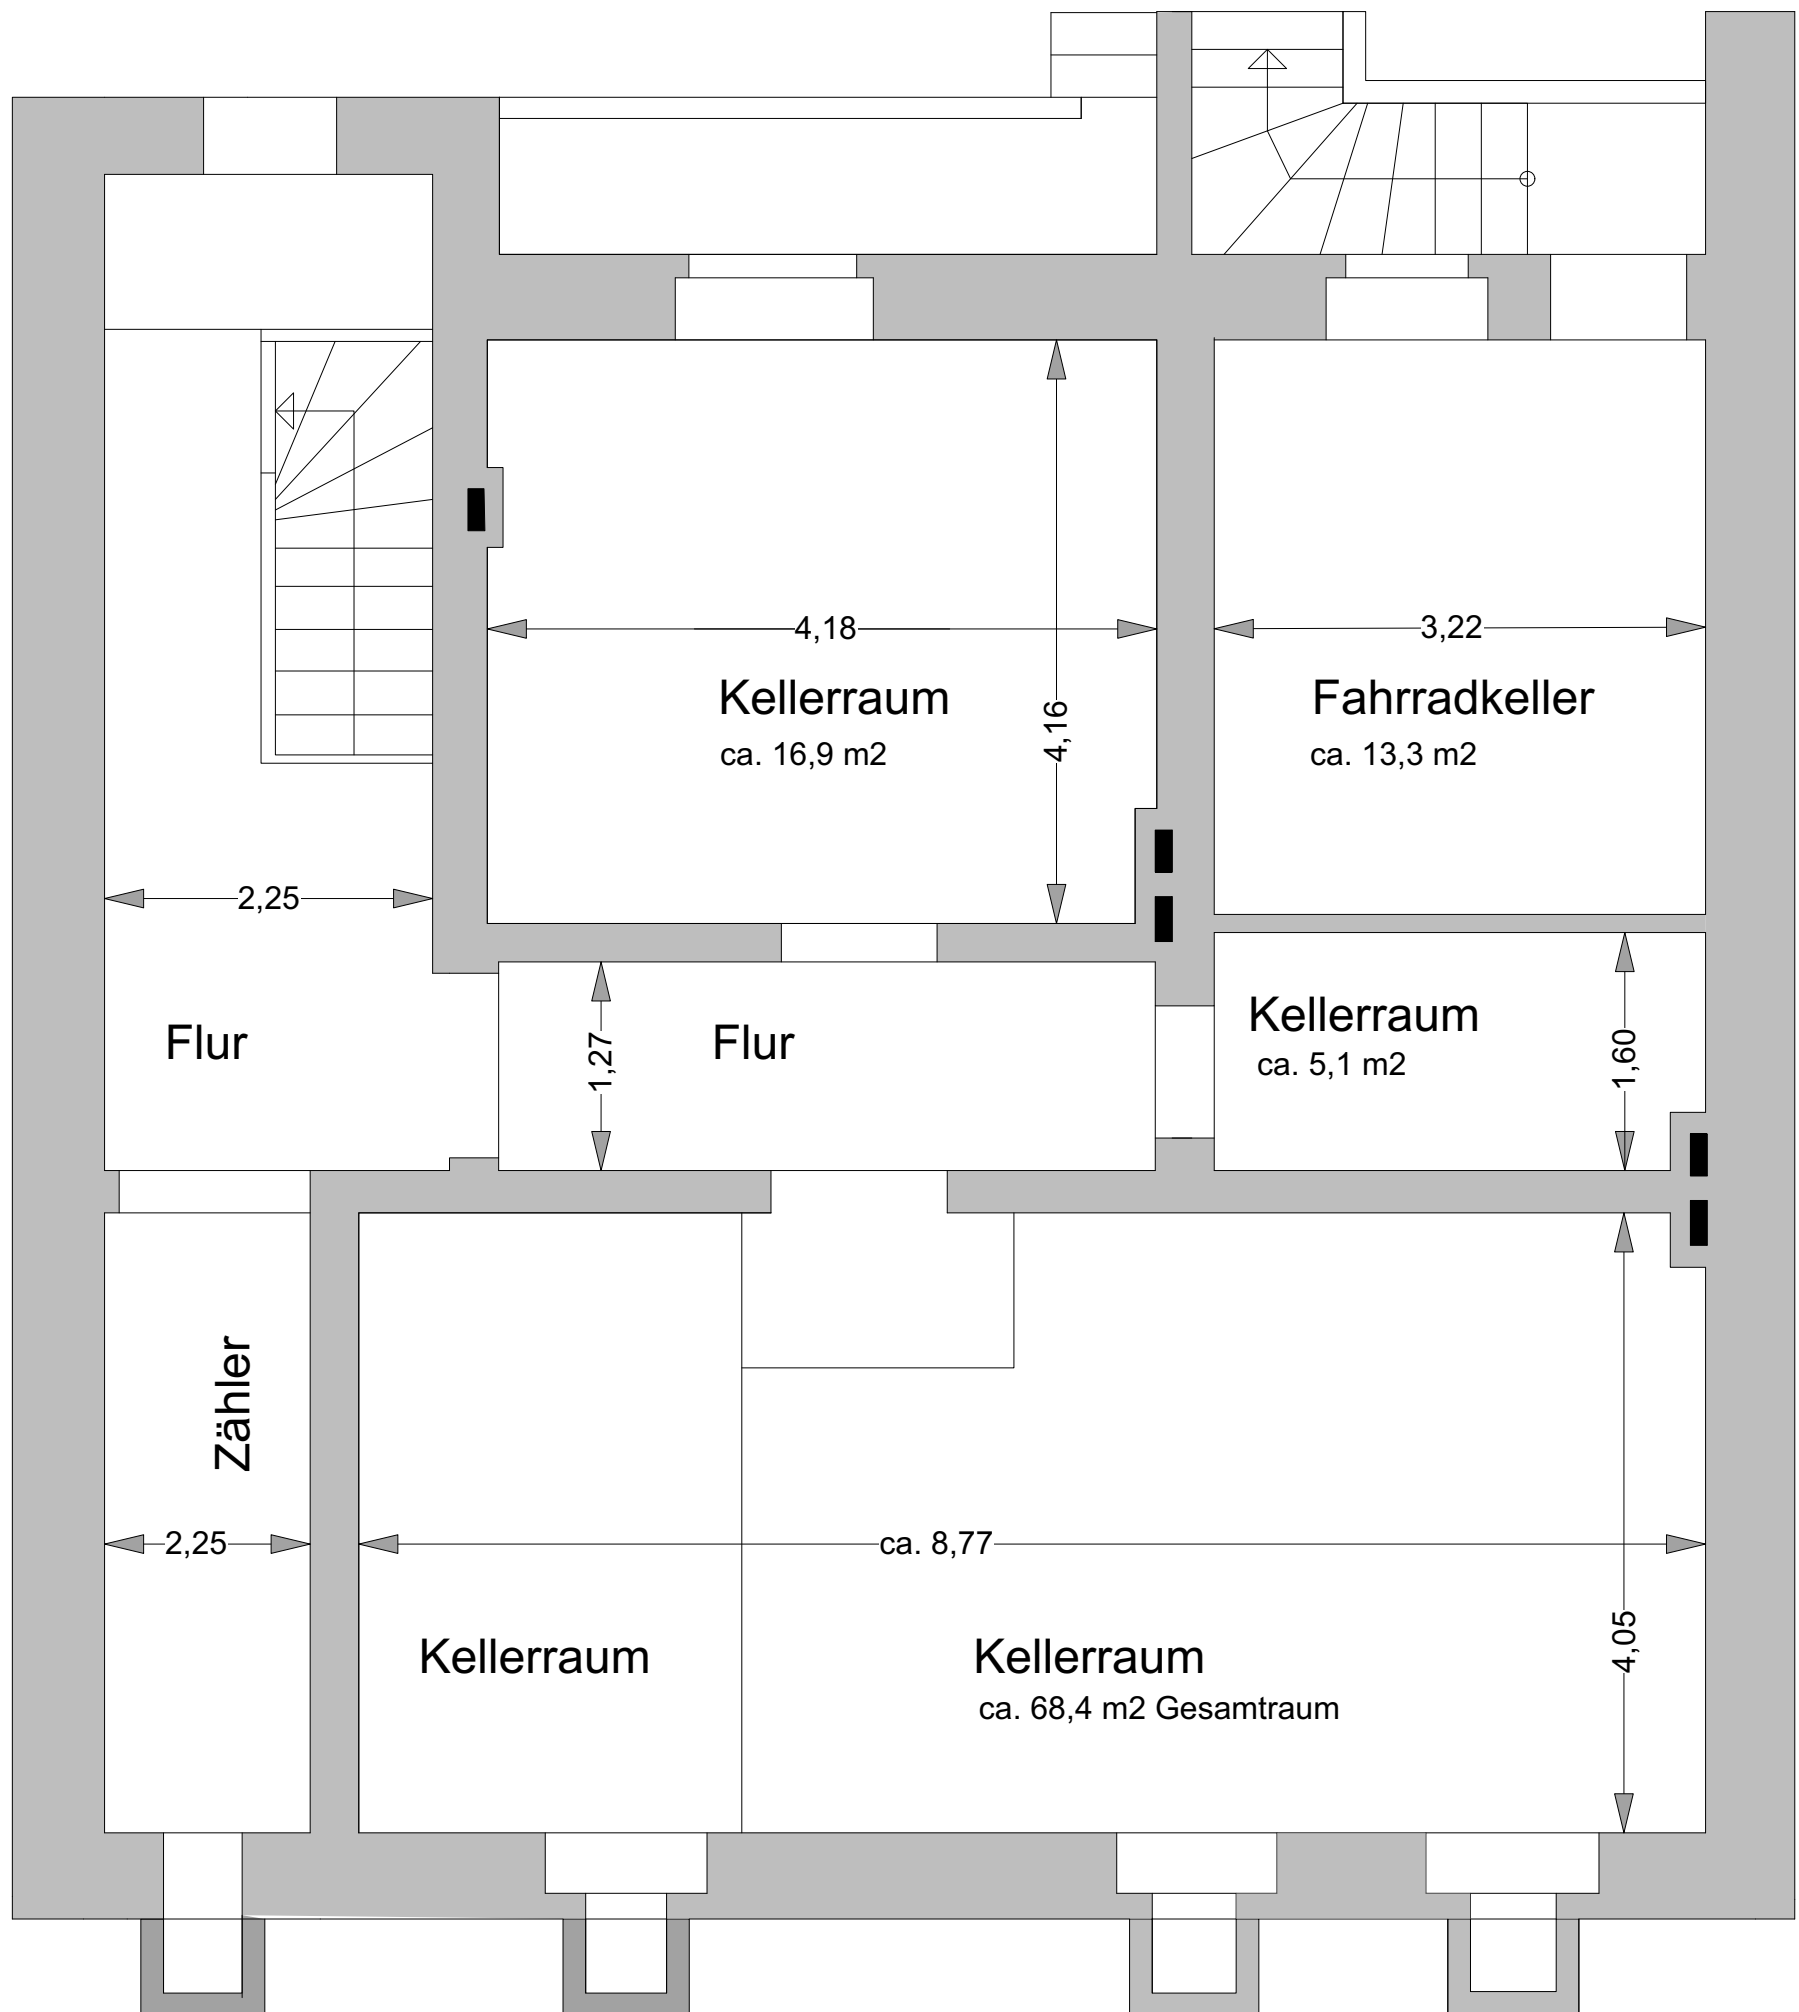 4,18
3,22
Kellerraum
ca. 16,9 m2
4,16
Fahrradkeller
ca. 13,3 m2
2,25
Flur
1,27
Flur
Kellerraum
ca. 5,1 m2
1,60
Zähler
2,25
ca. 8,77
Kellerraum
Kellerraum
ca. 68,4 m2 Gesamtraum
4,05